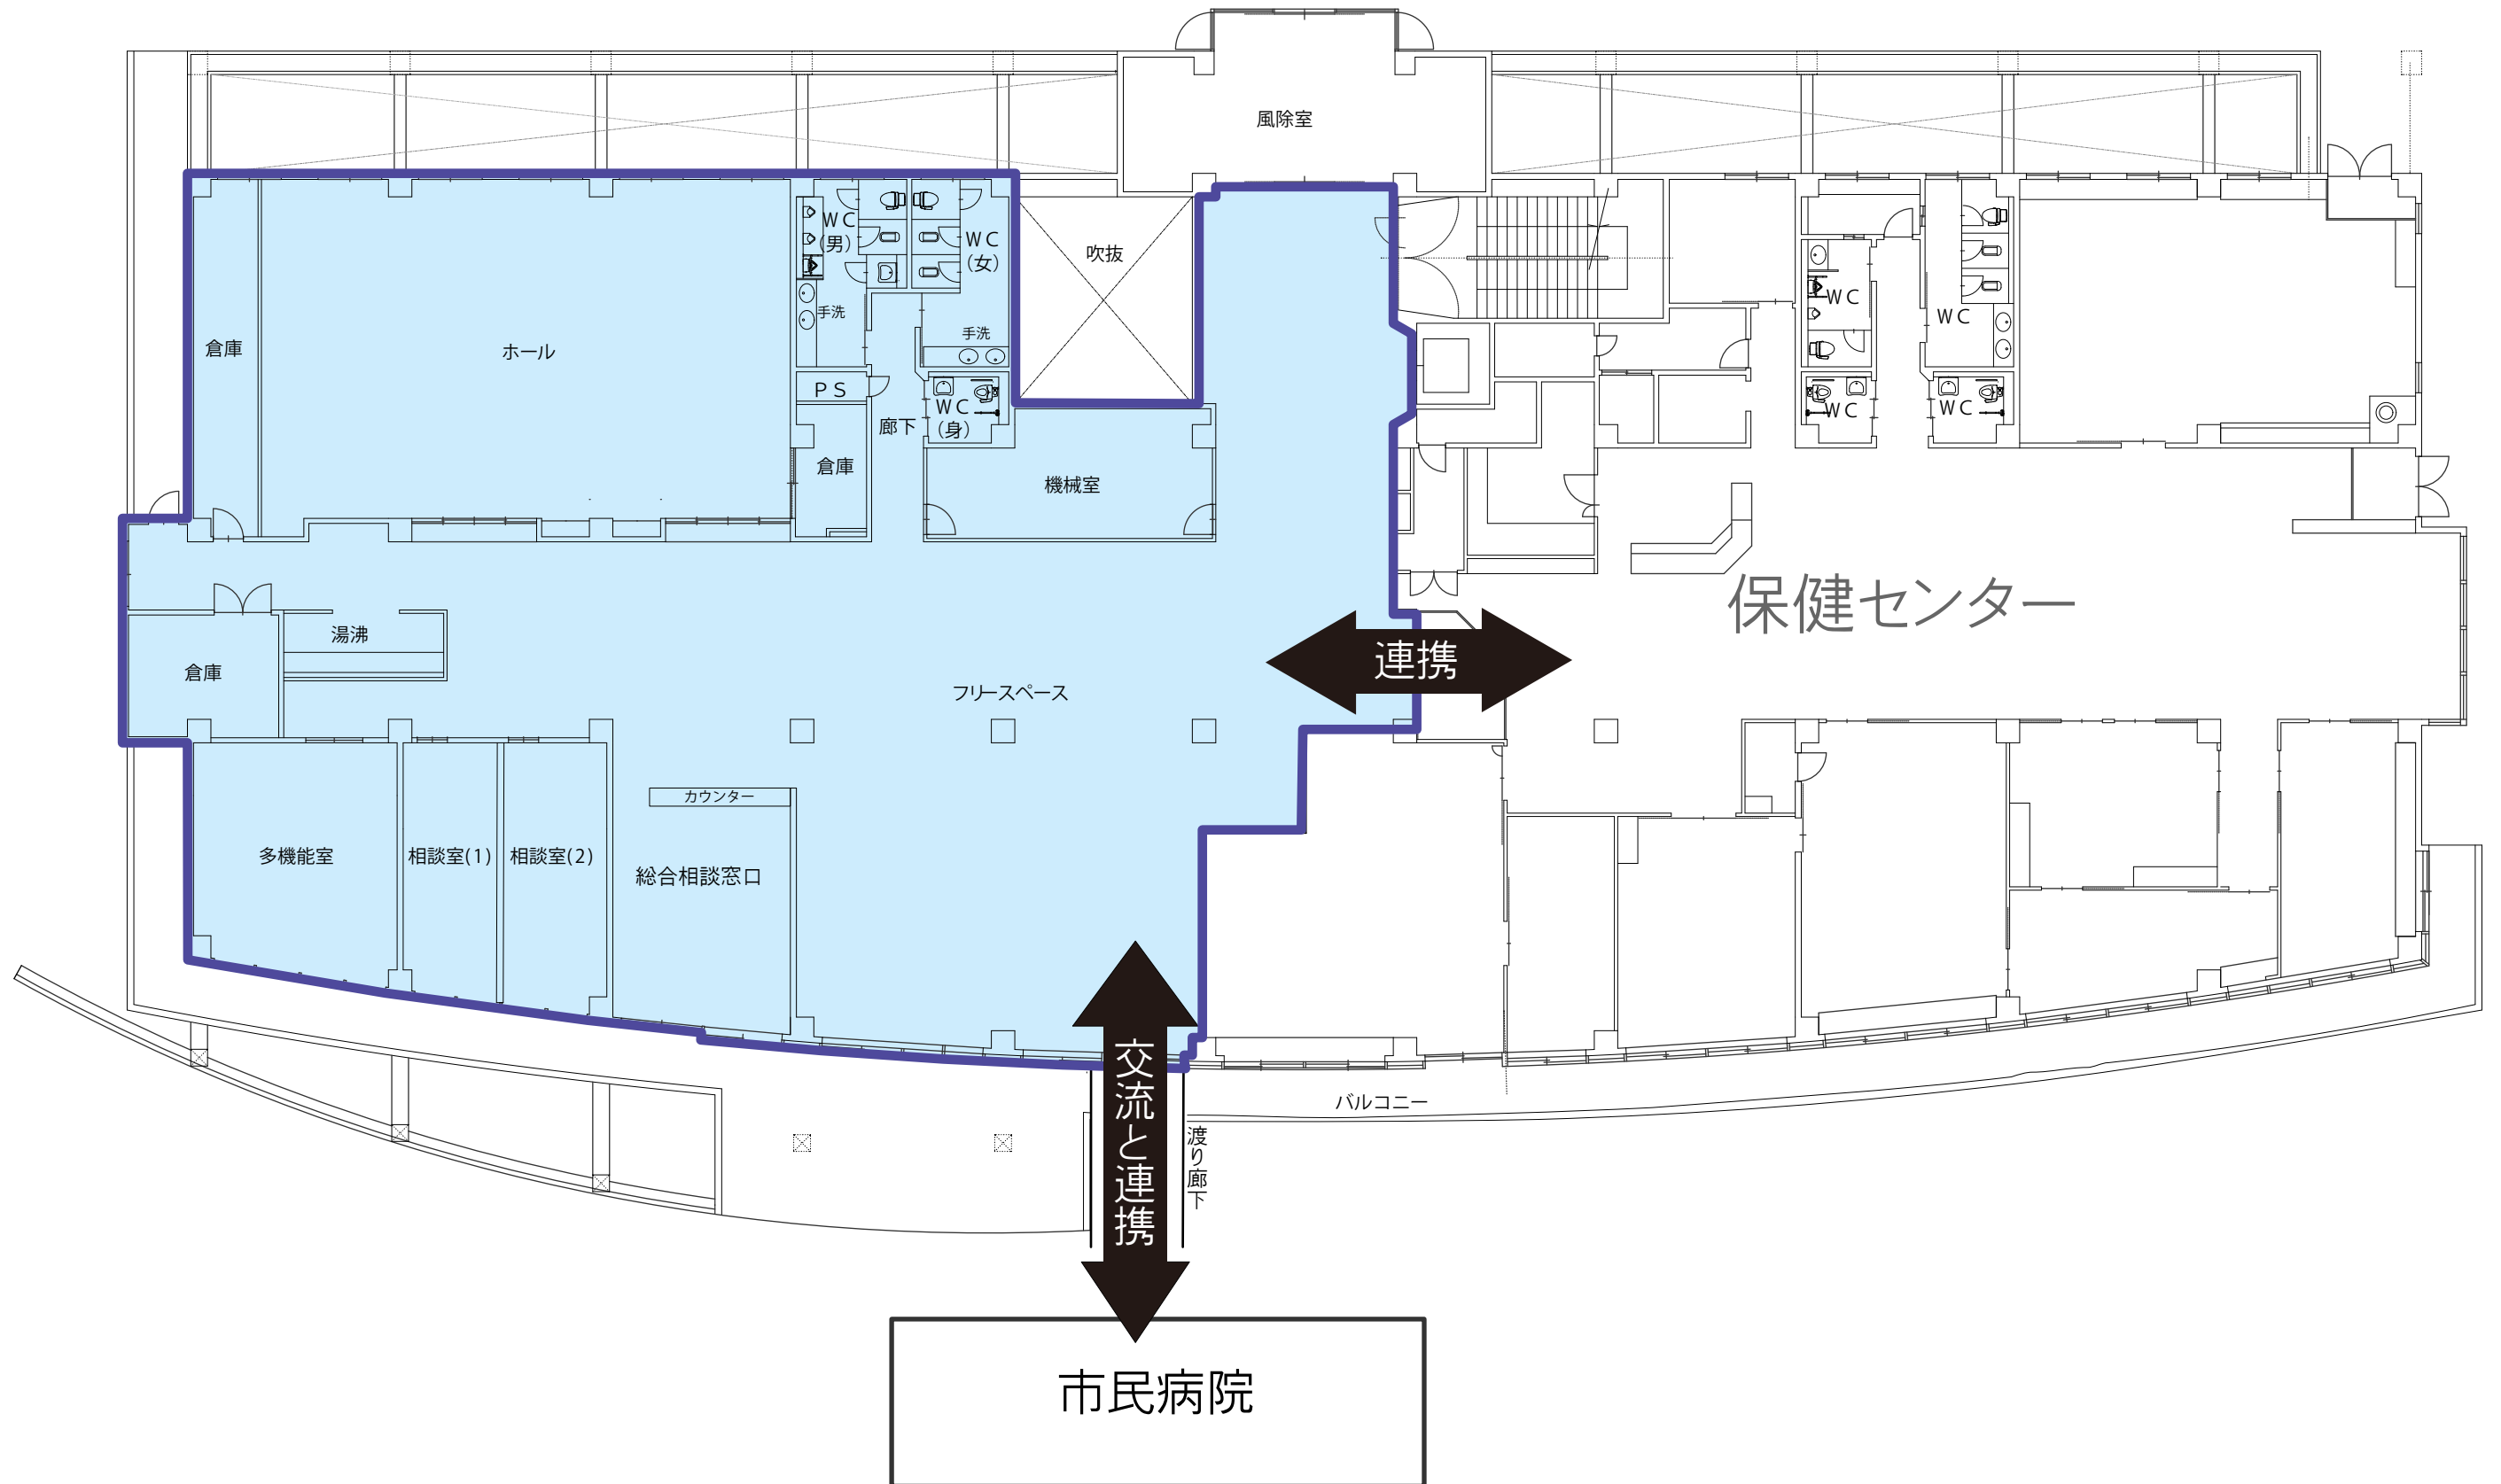 風除室
吹抜
WC
(男)
WC
(女)
手洗
手洗
倉庫
ホール
PS
WC
(身)
廊下
倉庫
機械室
WC
WC
WC
WC
湯沸
倉庫
フリースペース
連携
保健センター
カウンター
多機能室
相談室(1)
相談室(2)
総合相談窓口
交流と連携
バルコニー
渡り廊下
市民病院